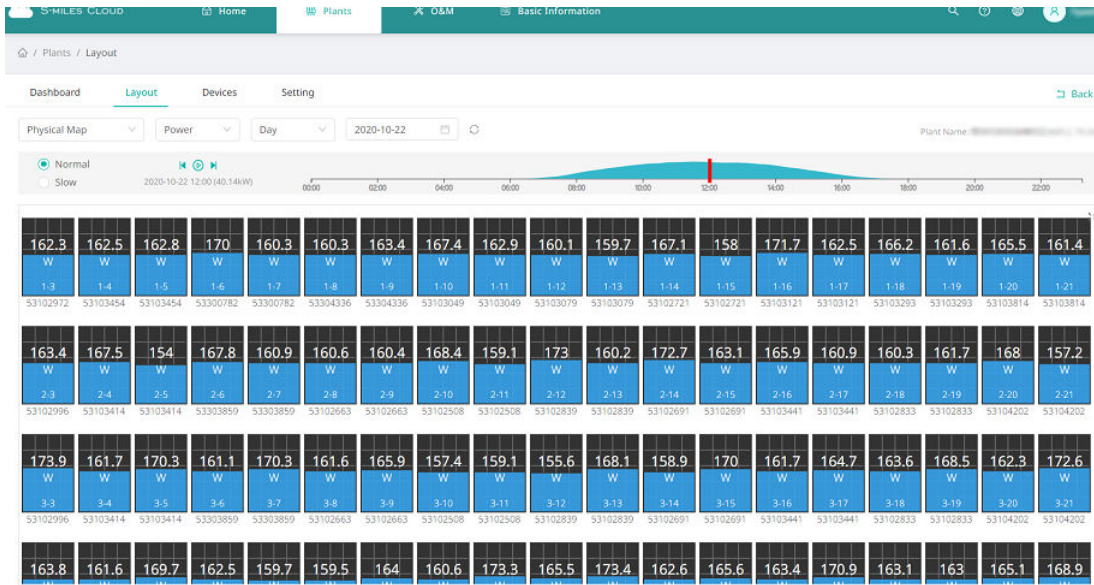 S-MILES CLOUD Home Plants O&M Basic Information
/ Plants / Layout
Dashboard Layout Devices Setting Back
Physical Map Power Day 2020-10-22 Plant Name:
Normal
Slow 2020-10-22 12:00 (40.14kW) 00:00 02:00 04:00 06:00 08:00 10:00 12:00 14:00 16:00 18:00 20:00 22:00
162.3 162.5 162.8 170 160.3 160.3 163.4 167.4 162.9 160.1 159.7 167.1 158 171.7 162.5 166.2 161.6 165.5 161.4
W W W W W W W W W W W W W W W W W W W
1-3 1-4 1-5 1-6 1-7 1-8 1-9 1-10 1-11 1-12 1-13 1-14 1-15 1-16 1-17 1-18 1-19 1-20 1-21
53102972 53103454 53103454 53300782 53300782 53304336 53304336 53103049 53103049 53103079 53103079 53102721 53102721 53103121 53103121 53103293 53103293 53103814 53103814
163.4 167.5 154 167.8 160.9 160.6 160.4 168.4 159.1 173 160.2 172.7 163.1 165.9 160.9 160.3 161.7 168 157.2
W W W W W W W W W W W W W W W W W W W
2-3 2-4 2-5 2-6 2-7 2-8 2-9 2-10 2-11 2-12 2-13 2-14 2-15 2-16 2-17 2-18 2-19 2-20 2-21
53102996 53103414 53103414 53303859 53303859 53102663 53102663 53102508 53102508 53102839 53102839 53102691 53102691 53103441 53103441 53102833 53102833 53104202 53104202
173.9 161.7 170.3 161.1 170.3 161.6 165.9 157.4 159.1 155.6 168.1 158.9 170 161.7 164.7 163.6 168.5 162.3 172.6
W W W W W W W W W W W W W W W W W W W
3-3 3-4 3-5 3-6 3-7 3-8 3-9 3-10 3-11 3-12 3-13 3-14 3-15 3-16 3-17 3-18 3-19 3-20 3-21
53102996 53103414 53103414 53303859 53303859 53102663 53102663 53102508 53102508 53102839 53102839 53102691 53102691 53103441 53103441 53102833 53102833 53104202 53104202
163.8 161.6 169.7 162.5 159.7 159.5 164 160.6 173.3 165.5 173.4 162.6 165.6 163.4 170.9 163.1 163 165.1 168.9